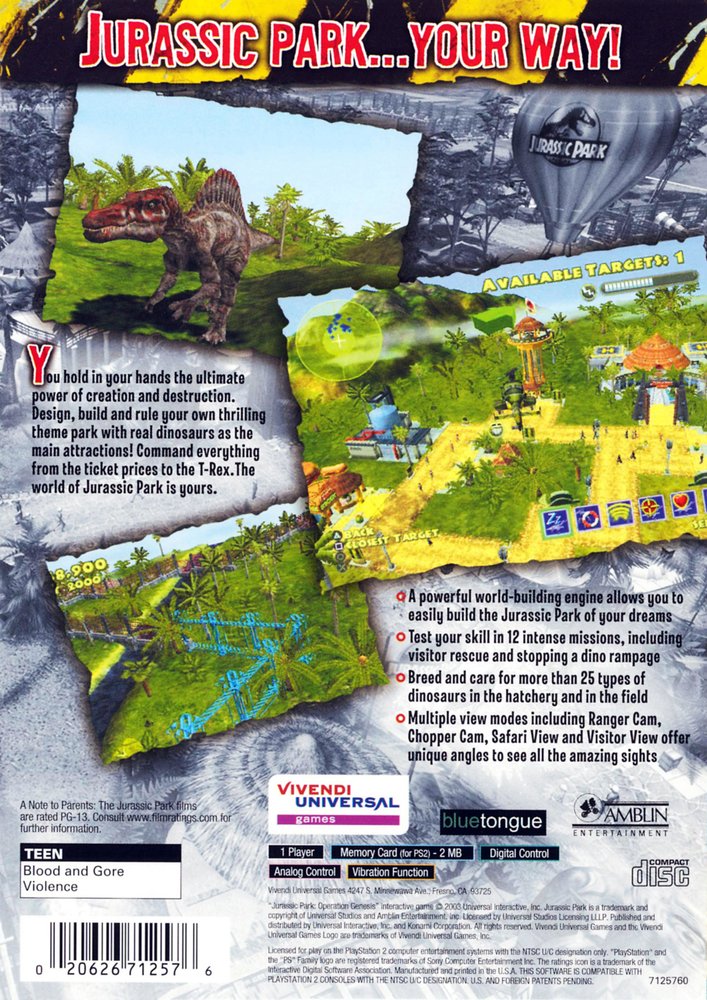 JURASSIC PARK...YOUR WAY!
JURASSIC PARK
AVAILABLE TARGETS: 1
You hold in your hands the ultimate
power of creation and destruction.
Design, build and rule your own thrilling
theme park with real dinosaurs as the
main attractions! Command everything
from the ticket prices to the T-Rex. The
world of Jurassic Park is yours.
BACK
CLOSEST TARGET
ZZ
SE
8,900
2000
A powerful world-building engine allows you to
easily build the Jurassic Park of your dreams
Test your skill in 12 intense missions, including
visitor rescue and stopping a dino rampage
Breed and care for more than 25 types of
dinosaurs in the hatchery and in the field
Multiple view modes including Ranger Cam,
Chopper Cam, Safari View and Visitor View offer
unique angles to see all the amazing sights
A Note to Parents: The Jurassic Park films
are rated PG-13. Consult www.filmratings.com for
further information.
TEEN
Blood and Gore
Violence
VIVENDI
UNIVERSAL
games
bluetongue
AMBLIN
ENTERTAINMENT
1 Player
Memory Card (for PS2) - 2 MB
Digital Control
Analog Control
Vibration Function
COMPACT
disc
Vivendi Universal Games 4247 S. Minnewawa Ave., Fresno, CA 93725
"Jurassic Park: Operation Genesis" interactive game © 2003 Universal Interactive, Inc. Jurassic Park is a trademark and
copyright of Universal Studios and Amblin Entertainment, Inc. Licensed by Universal Studios Licensing LLLP. Published and
distributed by Universal Interactive, Inc. and Konami Corporation. All rights reserved. Vivendi Universal Games and the Vivendi
Universal Games Logo are trademarks of Vivendi Universal Games, Inc.
Licensed for play on the PlayStation 2 computer entertainment systems with the NTSC U/C designation only. "PlayStation" and
the "PS" Family logo are registered trademarks of Sony Computer Entertainment Inc. The ratings icon is a trademark of the
Interactive Digital Software Association. Manufactured and printed in the U.S.A. THIS SOFTWARE IS COMPATIBLE WITH
PLAYSTATION 2 CONSOLES WITH THE NTSC U/C DESIGNATION. U.S. AND FOREIGN PATENTS PENDING.
0 20626 71257 6
7125760